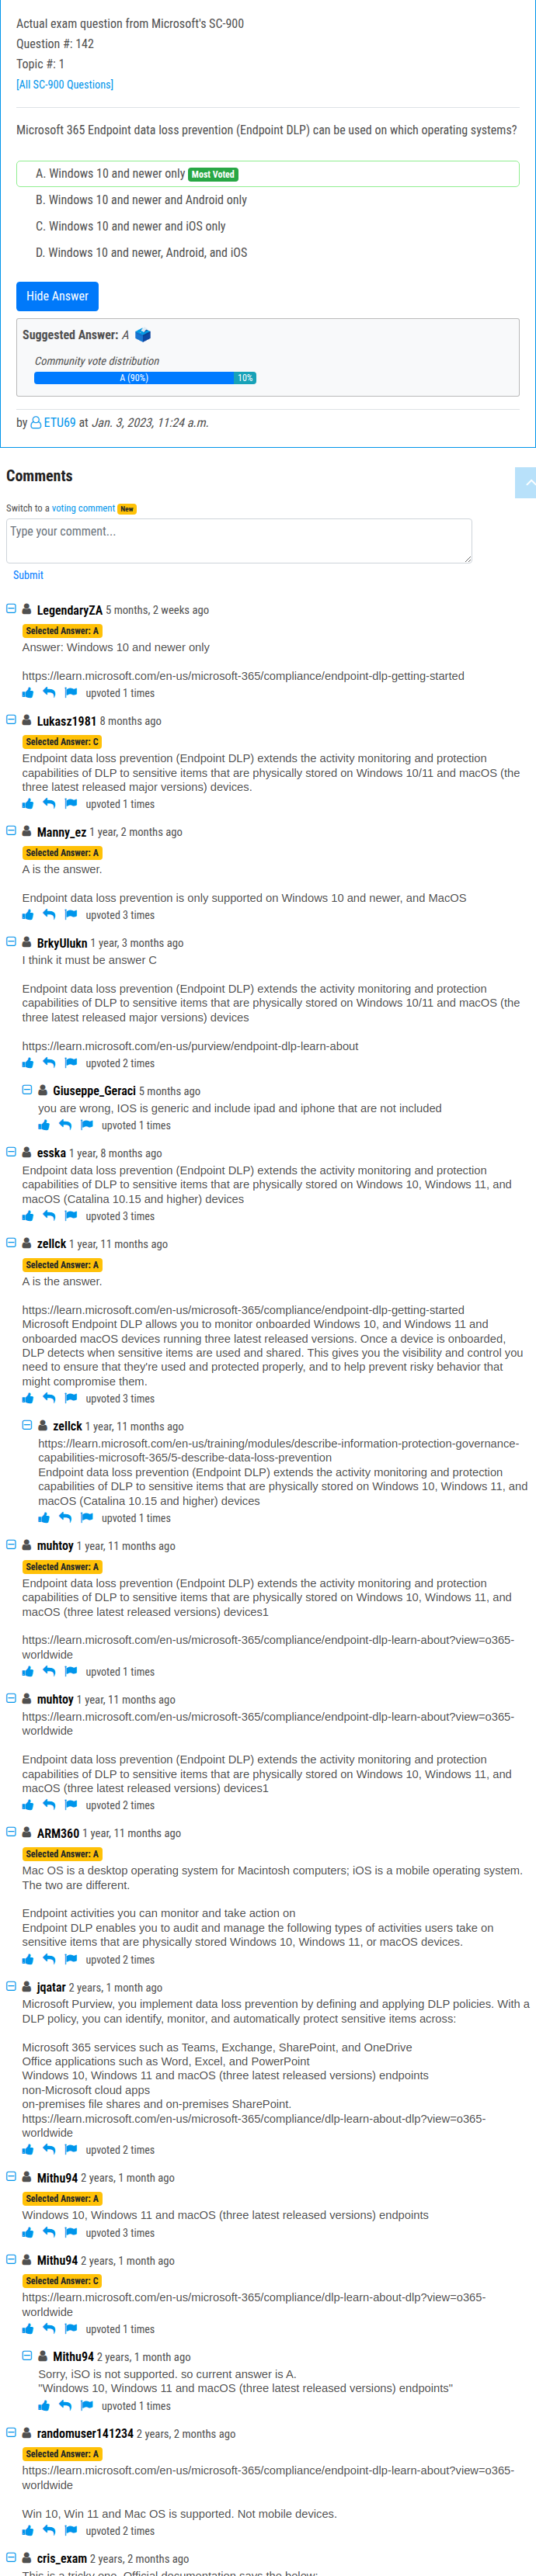 Actual exam question from Microsoft's SC-900
Question #: 142
Topic #: 1
[All SC-900 Questions]
Microsoft 365 Endpoint data loss prevention (Endpoint DLP) can be used on which operating systems?
A. Windows 10 and newer only Most Voted
B. Windows 10 and newer and Android only
C. Windows 10 and newer and iOS only
D. Windows 10 and newer, Android, and iOS
Hide Answer
Suggested Answer: A
Community vote distribution
A (90%) 10%
by ETU69 at Jan. 3, 2023, 11:24 a.m.
Comments
Switch to a voting comment New
Type your comment...
Submit
LegendaryZA 5 months, 2 weeks ago
Selected Answer: A
Answer: Windows 10 and newer only
https://learn.microsoft.com/en-us/microsoft-365/compliance/endpoint-dlp-getting-started
upvoted 1 times
Lukasz1981 8 months ago
Selected Answer: C
Endpoint data loss prevention (Endpoint DLP) extends the activity monitoring and protection
capabilities of DLP to sensitive items that are physically stored on Windows 10/11 and macOS (the
three latest released major versions) devices.
upvoted 1 times
Manny_ez 1 year, 2 months ago
Selected Answer: A
A is the answer.
Endpoint data loss prevention is only supported on Windows 10 and newer, and MacOS
upvoted 3 times
BrkyUlukn 1 year, 3 months ago
I think it must be answer C
Endpoint data loss prevention (Endpoint DLP) extends the activity monitoring and protection
capabilities of DLP to sensitive items that are physically stored on Windows 10/11 and macOS (the
three latest released major versions) devices
https://learn.microsoft.com/en-us/purview/endpoint-dlp-learn-about
upvoted 2 times
Giuseppe_Geraci 5 months ago
you are wrong, IOS is generic and include ipad and iphone that are not included
upvoted 1 times
esska 1 year, 8 months ago
Endpoint data loss prevention (Endpoint DLP) extends the activity monitoring and protection
capabilities of DLP to sensitive items that are physically stored on Windows 10, Windows 11, and
macOS (Catalina 10.15 and higher) devices
upvoted 3 times
zellck 1 year, 11 months ago
Selected Answer: A
A is the answer.
https://learn.microsoft.com/en-us/microsoft-365/compliance/endpoint-dlp-getting-started
Microsoft Endpoint DLP allows you to monitor onboarded Windows 10, and Windows 11 and
onboarded macOS devices running three latest released versions. Once a device is onboarded,
DLP detects when sensitive items are used and shared. This gives you the visibility and control you
need to ensure that they're used and protected properly, and to help prevent risky behavior that
might compromise them.
upvoted 3 times
zellck 1 year, 11 months ago
https://learn.microsoft.com/en-us/training/modules/describe-information-protection-governance-
capabilities-microsoft-365/5-describe-data-loss-prevention
Endpoint data loss prevention (Endpoint DLP) extends the activity monitoring and protection
capabilities of DLP to sensitive items that are physically stored on Windows 10, Windows 11, and
macOS (Catalina 10.15 and higher) devices
upvoted 1 times
muhtoy 1 year, 11 months ago
Selected Answer: A
Endpoint data loss prevention (Endpoint DLP) extends the activity monitoring and protection
capabilities of DLP to sensitive items that are physically stored on Windows 10, Windows 11, and
macOS (three latest released versions) devices1
https://learn.microsoft.com/en-us/microsoft-365/compliance/endpoint-dlp-learn-about?view=o365-
worldwide
upvoted 1 times
muhtoy 1 year, 11 months ago
https://learn.microsoft.com/en-us/microsoft-365/compliance/endpoint-dlp-learn-about?view=o365-
worldwide
Endpoint data loss prevention (Endpoint DLP) extends the activity monitoring and protection
capabilities of DLP to sensitive items that are physically stored on Windows 10, Windows 11, and
macOS (three latest released versions) devices1
upvoted 2 times
ARM360 1 year, 11 months ago
Selected Answer: A
Mac OS is a desktop operating system for Macintosh computers; iOS is a mobile operating system.
The two are different.
Endpoint activities you can monitor and take action on
Endpoint DLP enables you to audit and manage the following types of activities users take on
sensitive items that are physically stored Windows 10, Windows 11, or macOS devices.
upvoted 2 times
jqatar 2 years, 1 month ago
Microsoft Purview, you implement data loss prevention by defining and applying DLP policies. With a
DLP policy, you can identify, monitor, and automatically protect sensitive items across:
Microsoft 365 services such as Teams, Exchange, SharePoint, and OneDrive
Office applications such as Word, Excel, and PowerPoint
Windows 10, Windows 11 and macOS (three latest released versions) endpoints
non-Microsoft cloud apps
on-premises file shares and on-premises SharePoint.
https://learn.microsoft.com/en-us/microsoft-365/compliance/dlp-learn-about-dlp?view=o365-
worldwide
upvoted 2 times
Mithu94 2 years, 1 month ago
Selected Answer: A
Windows 10, Windows 11 and macOS (three latest released versions) endpoints
upvoted 3 times
Mithu94 2 years, 1 month ago
Selected Answer: C
https://learn.microsoft.com/en-us/microsoft-365/compliance/dlp-learn-about-dlp?view=o365-
worldwide
upvoted 1 times
Mithu94 2 years, 1 month ago
Sorry, iSO is not supported. so current answer is A.
"Windows 10, Windows 11 and macOS (three latest released versions) endpoints"
upvoted 1 times
randomuser141234 2 years, 2 months ago
Selected Answer: A
https://learn.microsoft.com/en-us/microsoft-365/compliance/endpoint-dlp-learn-about?view=o365-
worldwide
Win 10, Win 11 and Mac OS is supported. Not mobile devices.
upvoted 2 times
cris_exam 2 years, 2 months ago
This is a tricky one. Official documentation says the below: